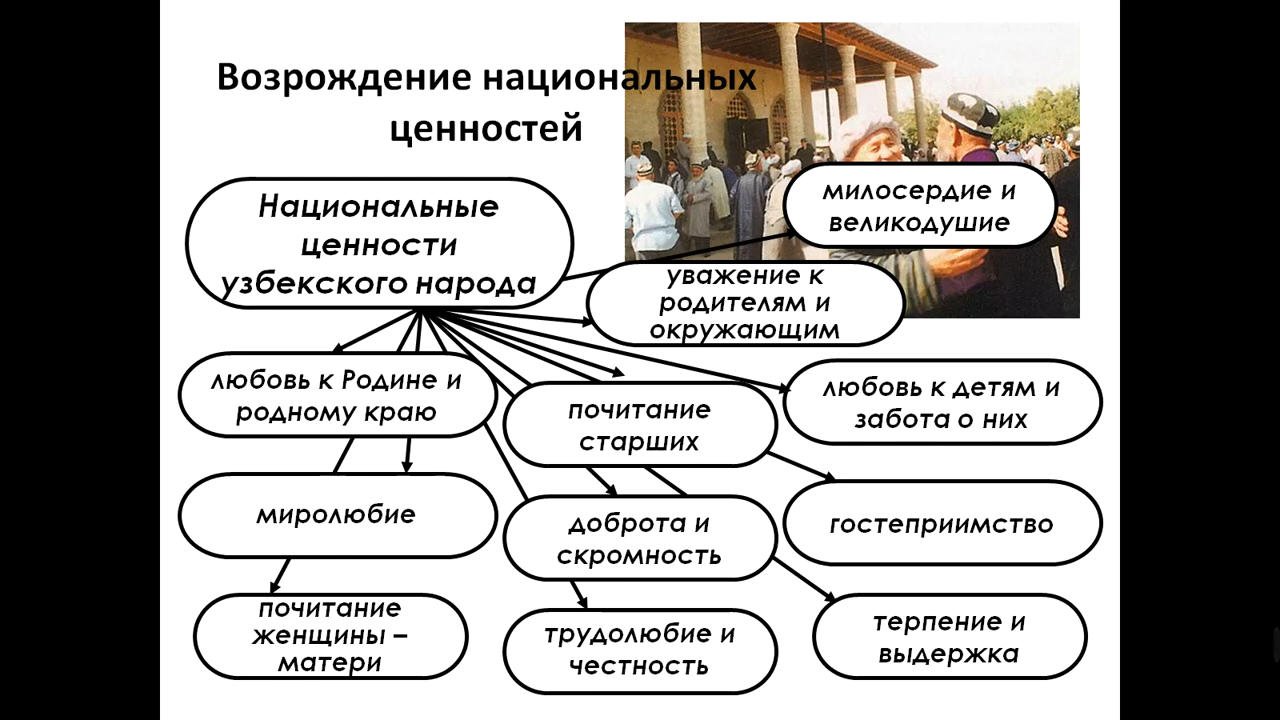 Возрождение национальных
ценностей
Национальные
ценности
узбекского народа
милосердие и
великодушие
уважение к
родителям и
окружающим
любовь к Родине и
родному краю
почитание
старших
любовь к детям и
забота о них
миролюбие
доброта и
скромность
гостеприимство
почитание
женщины –
матери
трудолюбие и
честность
терпение и
выдержка